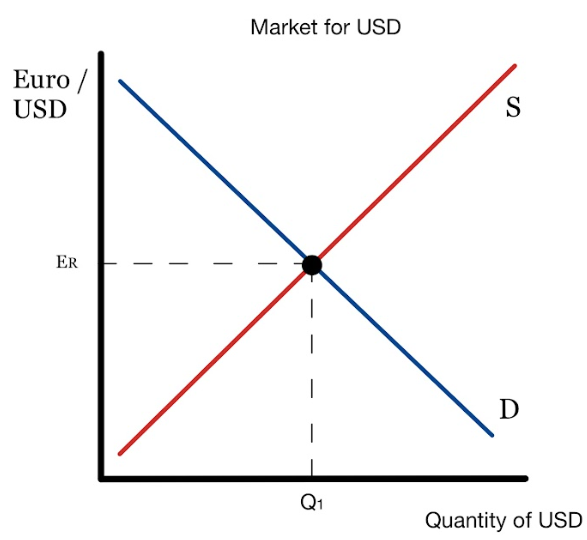 Market for USD
Euro /
USD
S
ER
D
Q1
Quantity of USD